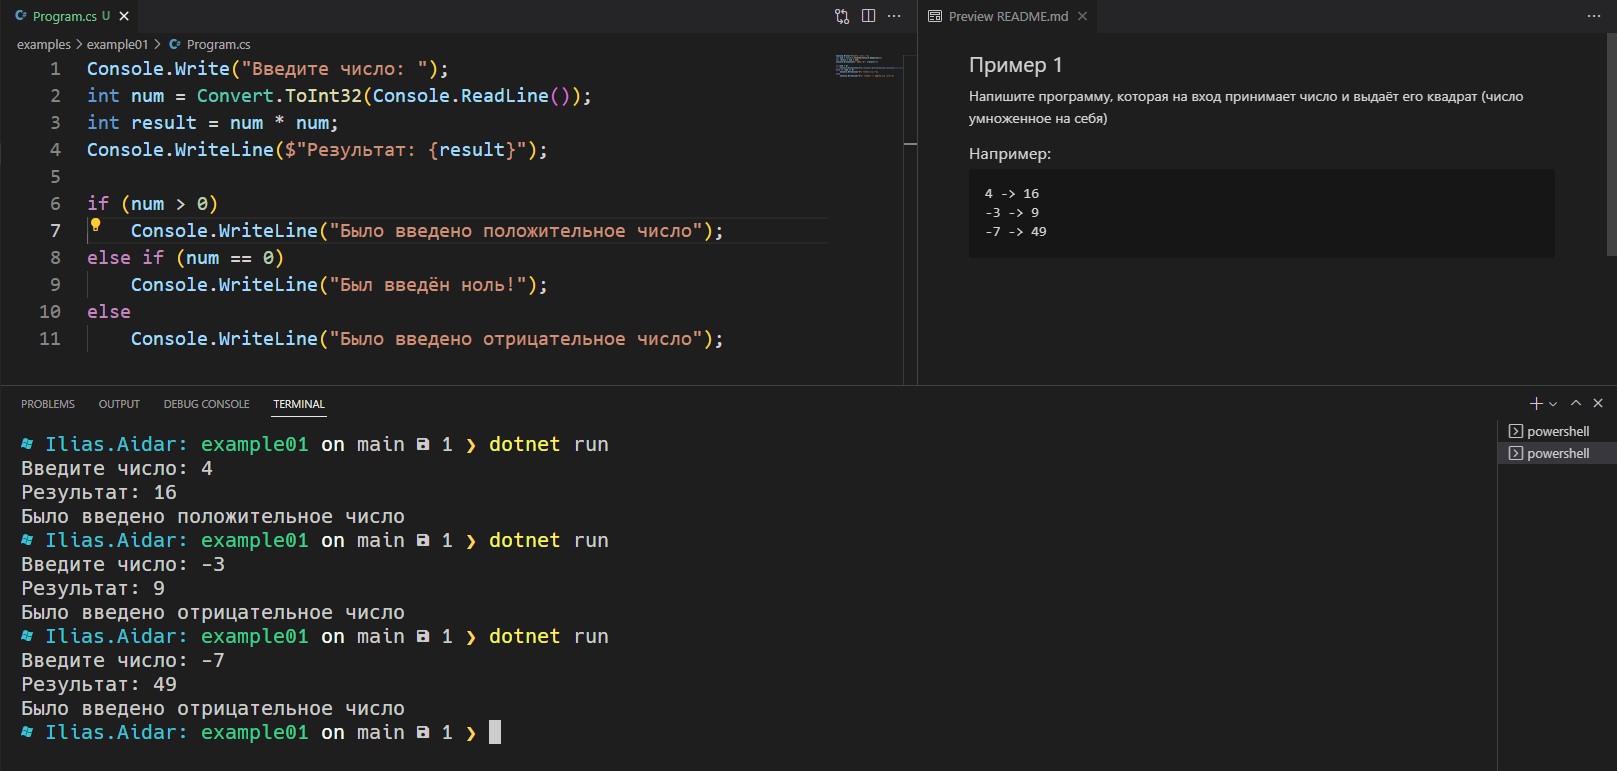 Program.cs U
Preview README.md
examples > example01 > Program.cs
1 Console.Write("Введите число: ");
2 int num = Convert.ToInt32(Console.ReadLine());
3 int result = num * num;
4 Console.WriteLine($"Результат: {result}");
5
6 if (num > 0)
7 Console.WriteLine("Было введено положительное число");
8 else if (num == 0)
9 Console.WriteLine("Был введён ноль!");
10 else
11 Console.WriteLine("Было введено отрицательное число");
Пример 1
Напишите программу, которая на вход принимает число и выдаёт его квадрат (число
умноженное на себя)
Например:
4 -> 16
-3 -> 9
-7 -> 49
PROBLEMS OUTPUT DEBUG CONSOLE TERMINAL
Ilias.Aidar: example01 on main 1 ❯ dotnet run
Введите число: 4
Результат: 16
Было введено положительное число
Ilias.Aidar: example01 on main 1 ❯ dotnet run
Введите число: -3
Результат: 9
Было введено отрицательное число
Ilias.Aidar: example01 on main 1 ❯ dotnet run
Введите число: -7
Результат: 49
Было введено отрицательное число
Ilias.Aidar: example01 on main 1 ❯
powershell
powershell